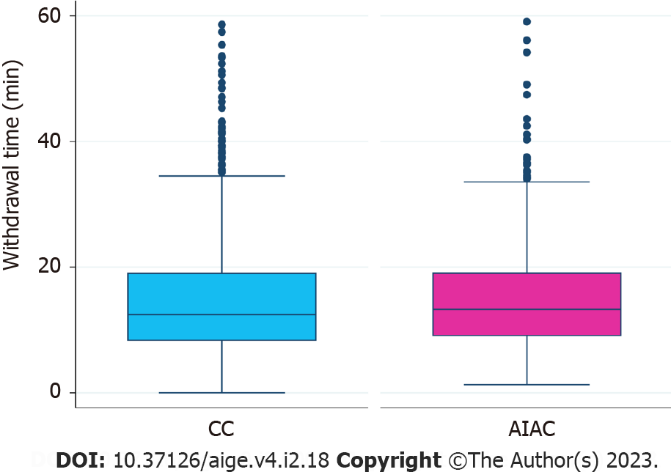 Withdrawal time (min)
60
40
20
0
CC
AIAC
DOI: 10.37126/aige.v4.i2.18 Copyright ©The Author(s) 2023.